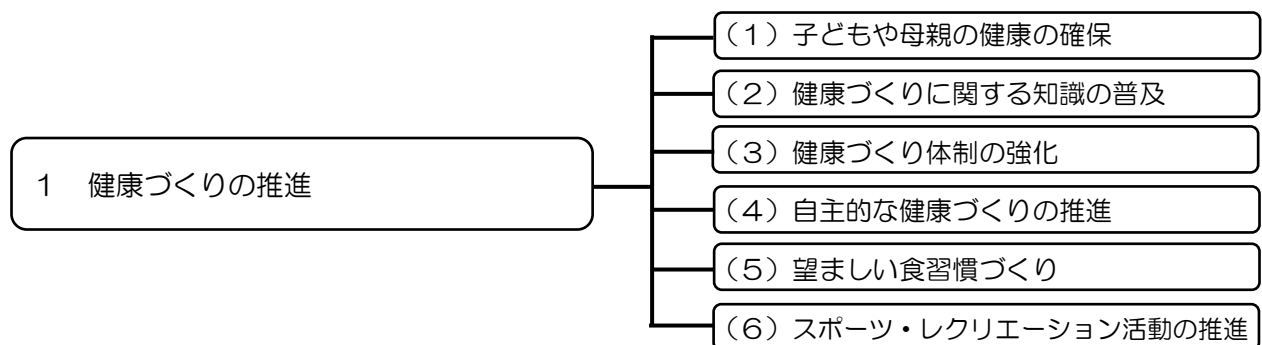 1　健康づくりの推進
（１）子どもや母親の健康の確保
（２）健康づくりに関する知識の普及
（３）健康づくり体制の強化
（４）自主的な健康づくりの推進
（５）望ましい食習慣づくり
（６）スポーツ・レクリエーション活動の推進